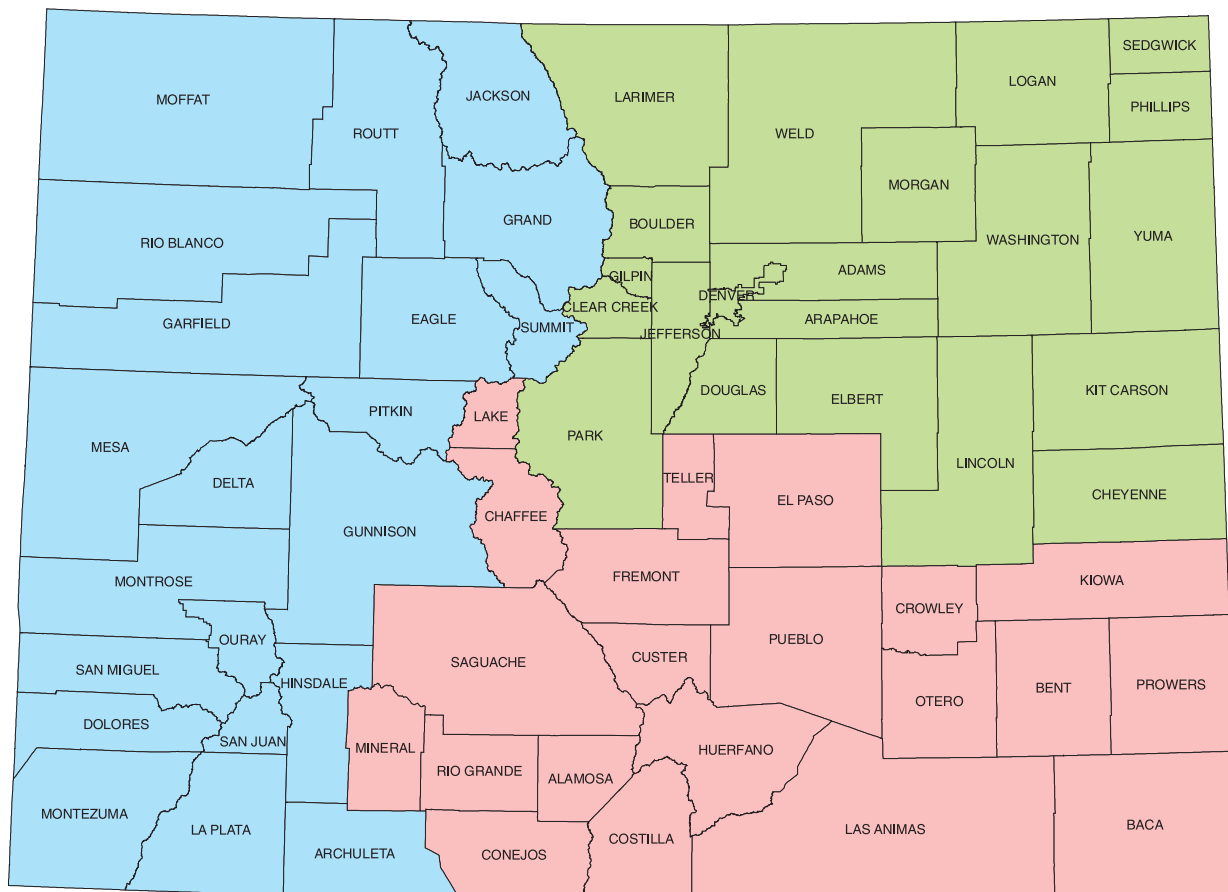 SEDGWICK
LOGAN
PHILLIPS
MOFFAT
JACKSON
LARIMER
WELD
ROUTT
MORGAN
GRAND
BOULDER
RIO BLANCO
WASHINGTON
YUMA
GILPIN
ADAMS
DENVER
CLEAR CREEK
GARFIELD
EAGLE
SUMMIT
JEFFERSON
ARAPAHOE
DOUGLAS
ELBERT
KIT CARSON
PITKIN
LAKE
PARK
MESA
LINCOLN
TELLER
DELTA
EL PASO
CHEYENNE
CHAFFEE
GUNNISON
FREMONT
MONTROSE
KIOWA
CROWLEY
OURAY
PUEBLO
SAGUACHE
CUSTER
SAN MIGUEL
HINSDALE
BENT
PROWERS
OTERO
DOLORES
SAN JUAN
MINERAL
HUERFANO
RIO GRANDE
ALAMOSA
MONTEZUMA
LA PLATA
LAS ANIMAS
BACA
COSTILLA
ARCHULETA
CONEJOS